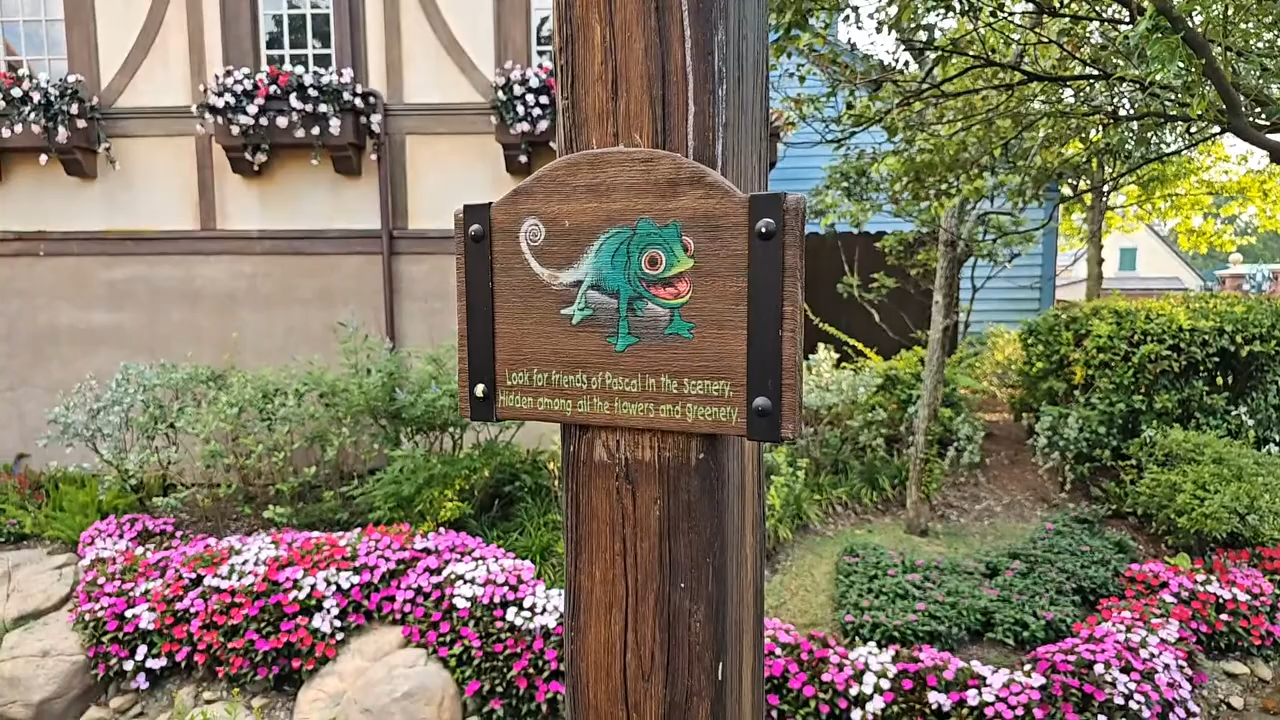 Look for friends of Pascal in the scenery,
Hidden among all the flowers and greenery